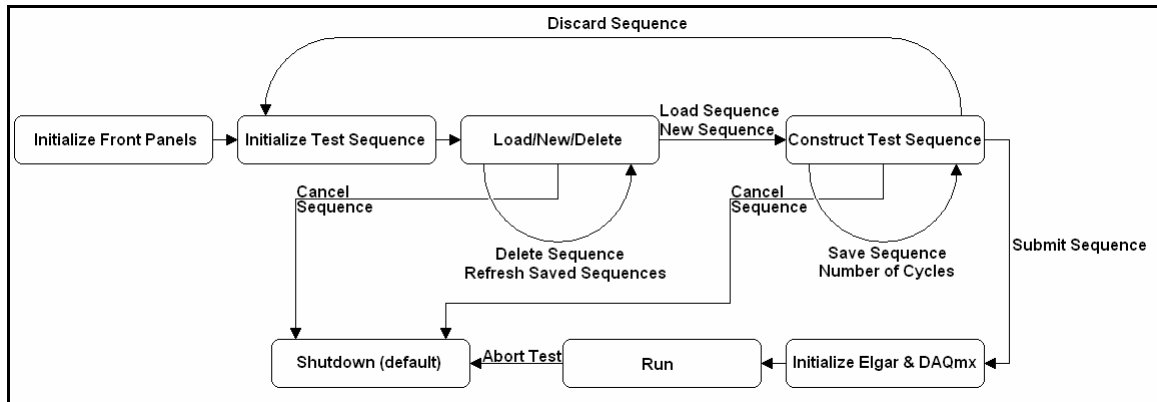 Discard Sequence
Initialize Front Panels
Initialize Test Sequence
Load/New/Delete
Load Sequence
New Sequence
Construct Test Sequence
Cancel
Sequence
Delete Sequence
Refresh Saved Sequences
Cancel
Sequence
Save Sequence
Number of Cycles
Submit Sequence
Shutdown (default)
Abort Test
Run
Initialize Elgar & DAQmx